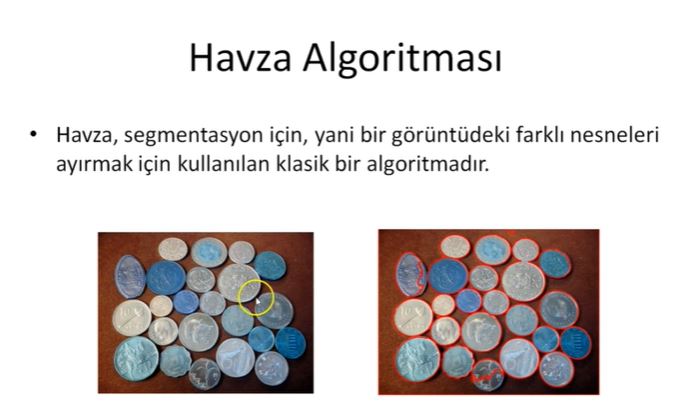 Havza Algoritması
• Havza, segmentasyon için, yani bir görüntüdeki farklı nesneleri
ayırmak için kullanılan klasik bir algoritmadır.